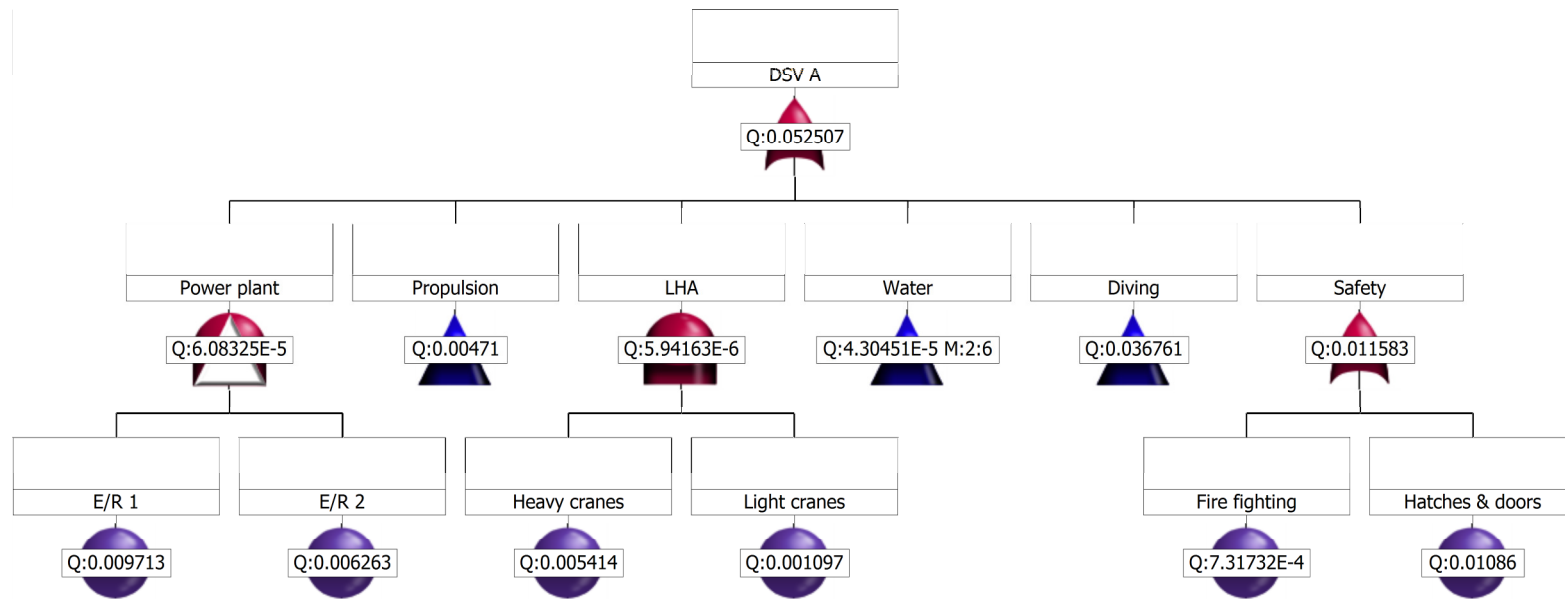 DSV A
Q:0.052507
Power plant
Propulsion
LHA
Water
Diving
Safety
Q:6.08325E-5
Q:0.00471
Q:5.94163E-6
Q:4.30451E-5 M:2:6
Q:0.036761
Q:0.011583
E/R 1
E/R 2
Heavy cranes
Light cranes
Fire fighting
Hatches & doors
Q:0.009713
Q:0.006263
Q:0.005414
Q:0.001097
Q:7.31732E-4
Q:0.01086